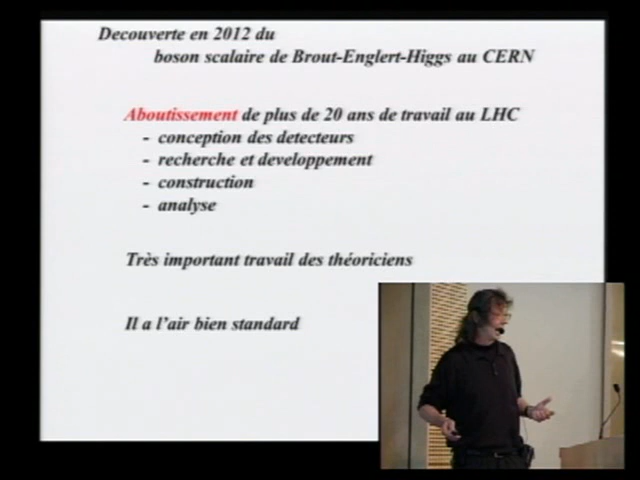 Decouverte en 2012 du
boson scalaire de Brout-Englert-Higgs au CERN
Aboutissement de plus de 20 ans de travail au LHC
- conception des detecteurs
- recherche et developpement
- construction
- analyse
Très important travail des théoriciens
Il a l'air bien standard